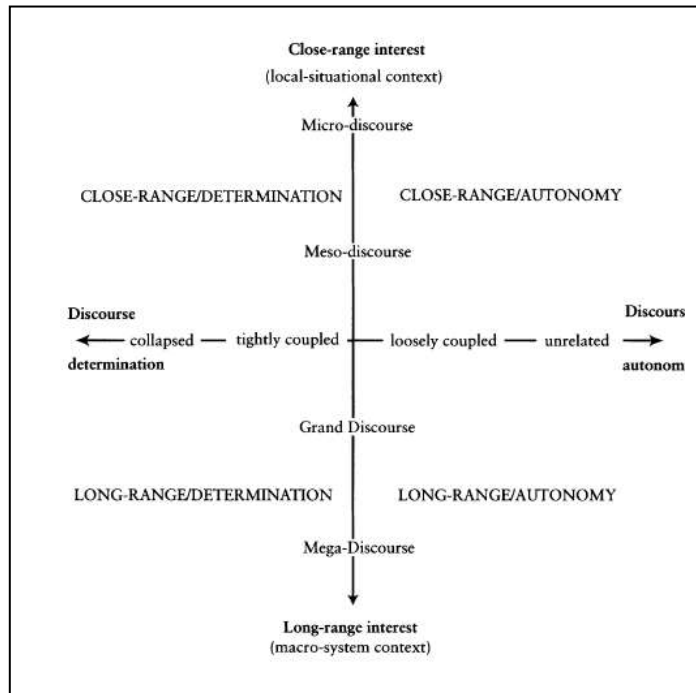 Close-range interest
(local-situational context)
Micro-discourse
CLOSE-RANGE/DETERMINATION CLOSE-RANGE/AUTONOMY
Meso-discourse
Discourse Discours
collapsed tightly coupled loosely coupled unrelated
determination autonom
Grand Discourse
LONG-RANGE/DETERMINATION LONG-RANGE/AUTONOMY
Mega-Discourse
Long-range interest
(macro-system context)